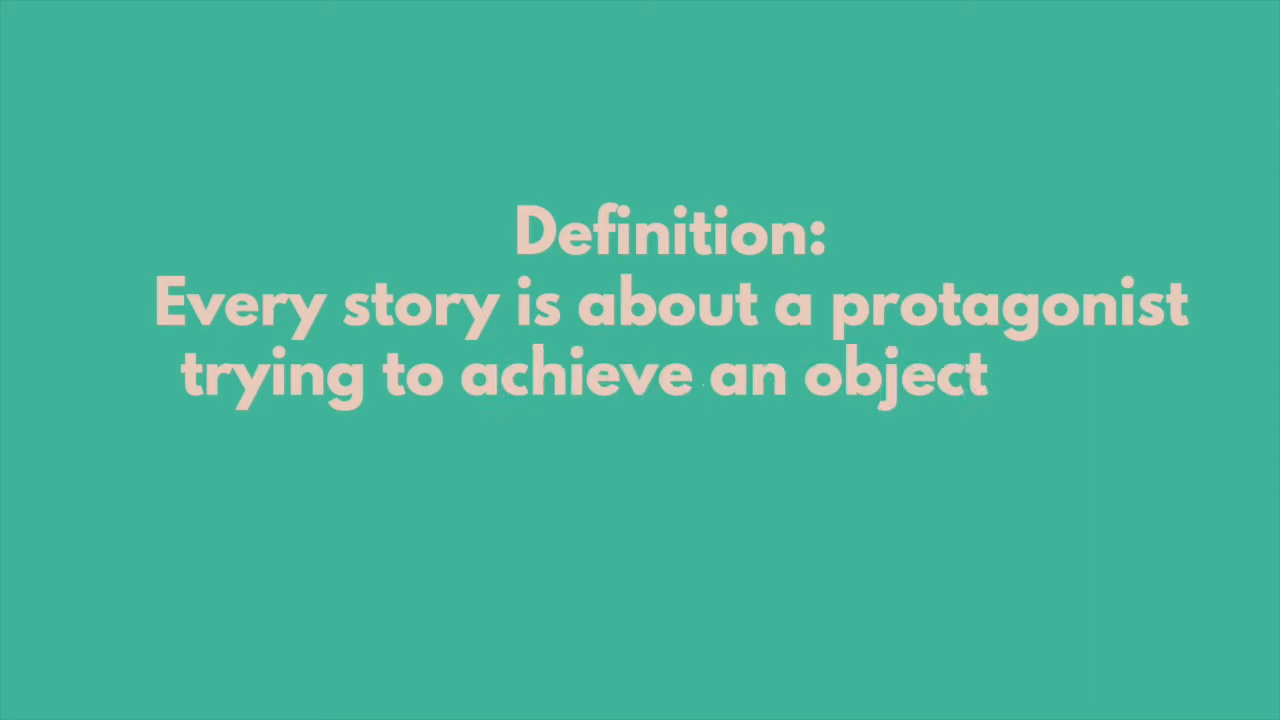 Definition:
Every story is about a protagonist
trying to achieve an object